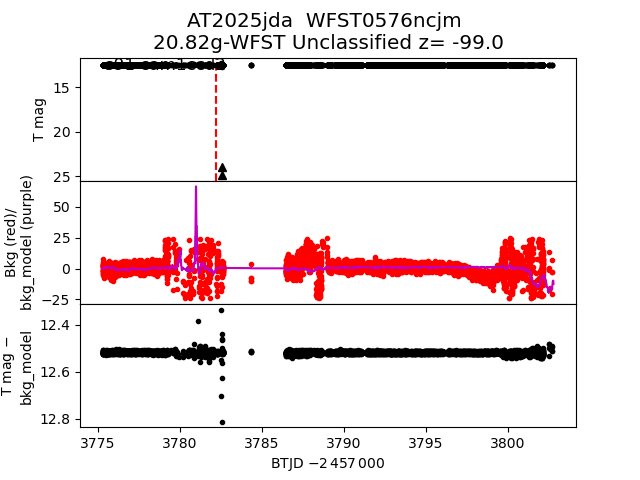 AT2025jda WFST0576ncjm
20.82g-WFST Unclassified z= -99.0
T mag
15
20
25
Bkg (red)/
bkg_model (purple)
50
25
0
−25
T mag −
bkg_model
12.4
12.6
12.8
3775
3780
3785
3790
3795
3800
BTJD −2 457 000